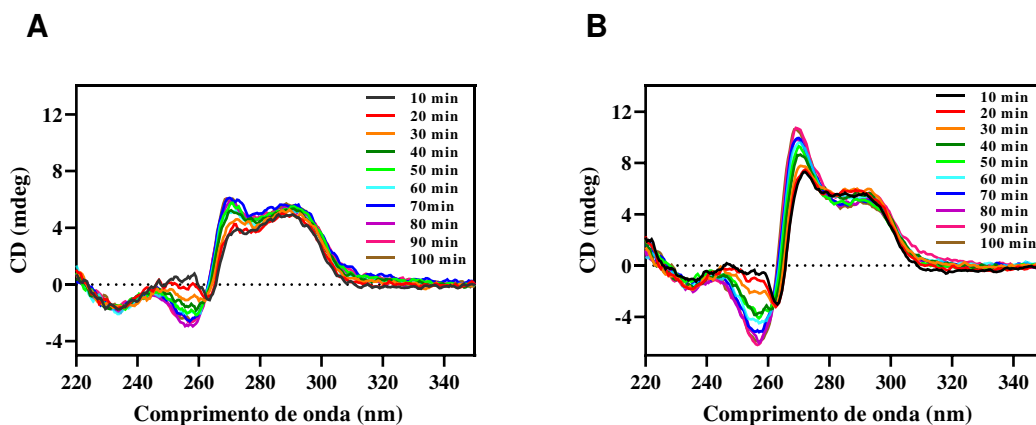 A
CD (mdeg)
12
8
4
0
-4
220
240
260
280
300
320
340
Comprimento de onda (nm)
10 min
20 min
30 min
40 min
50 min
60 min
70min
80 min
90 min
100 min
B
CD (mdeg)
12
8
4
0
-4
220
240
260
280
300
320
340
Comprimento de onda (nm)
10 min
20 min
30 min
40 min
50 min
60 min
70 min
80 min
90 min
100 min